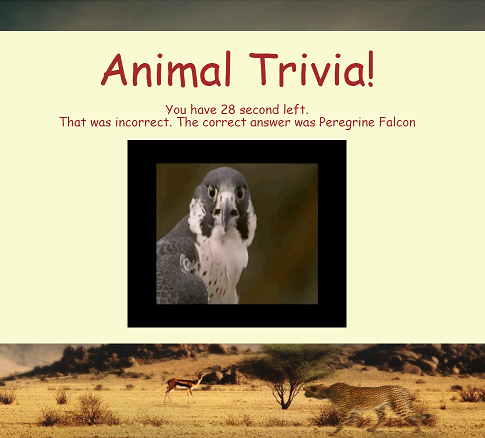 Animal Trivia!
You have 28 second left.
That was incorrect. The correct answer was Peregrine Falcon